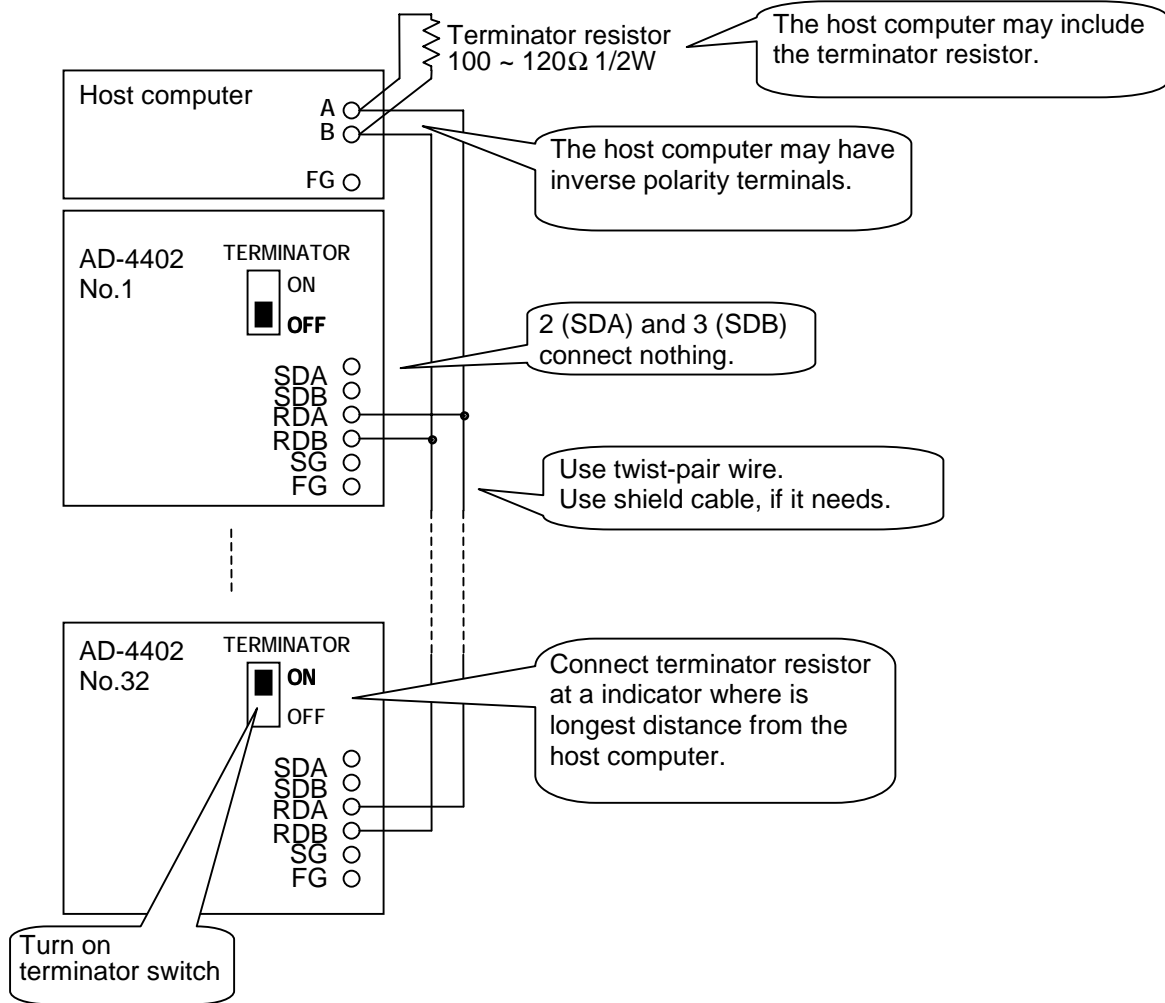 Terminator resistor
100 ~ 120Ω 1/2W
The host computer may include
the terminator resistor.
Host computer
A
B
FG
The host computer may have
inverse polarity terminals.
AD-4402
No.1
TERMINATOR
ON
OFF
2 (SDA) and 3 (SDB)
connect nothing.
SDA
SDB
RDA
RDB
SG
FG
Use twist-pair wire.
Use shield cable, if it needs.
AD-4402
No.32
TERMINATOR
ON
OFF
Connect terminator resistor
at a indicator where is
longest distance from the
host computer.
SDA
SDB
RDA
RDB
SG
FG
Turn on
terminator switch